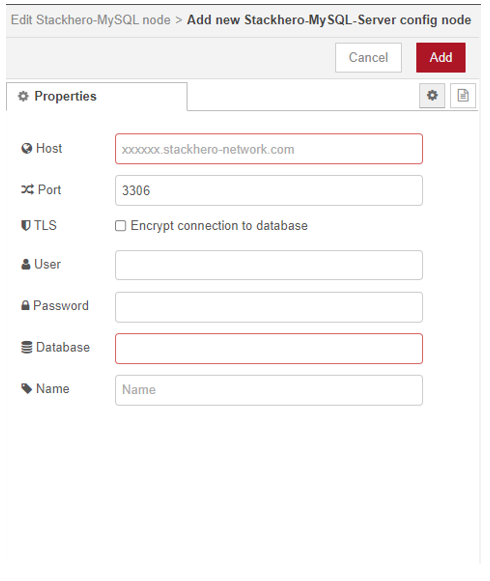 Edit Stackhero-MySQL node > Add new Stackhero-MySQL-Server config node
Cancel Add
Properties
Host xxxxxx.stackhero-network.com
Port 3306
TLS Encrypt connection to database
User
Password
Database
Name Name